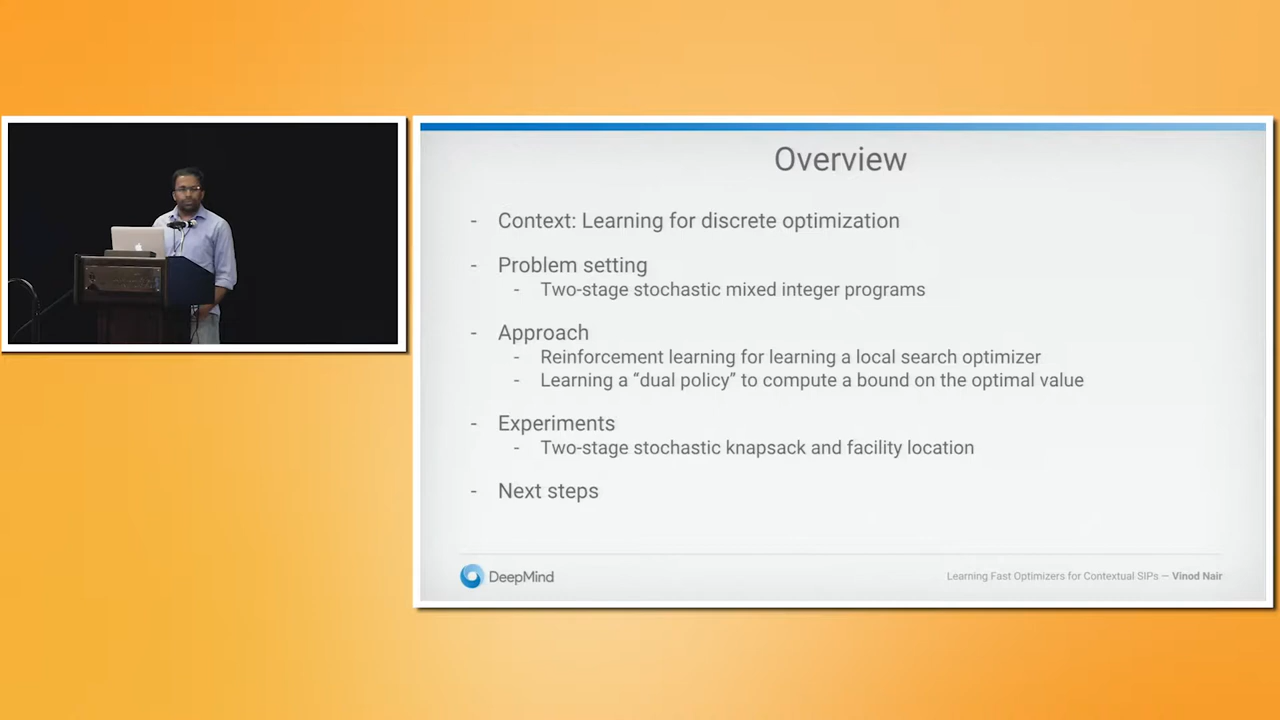 Overview
- Context: Learning for discrete optimization
- Problem setting
- Two-stage stochastic mixed integer programs
- Approach
- Reinforcement learning for learning a local search optimizer
- Learning a “dual policy” to compute a bound on the optimal value
- Experiments
- Two-stage stochastic knapsack and facility location
- Next steps
DeepMind
Learning Fast Optimizers for Contextual SIPs — Vinod Nair